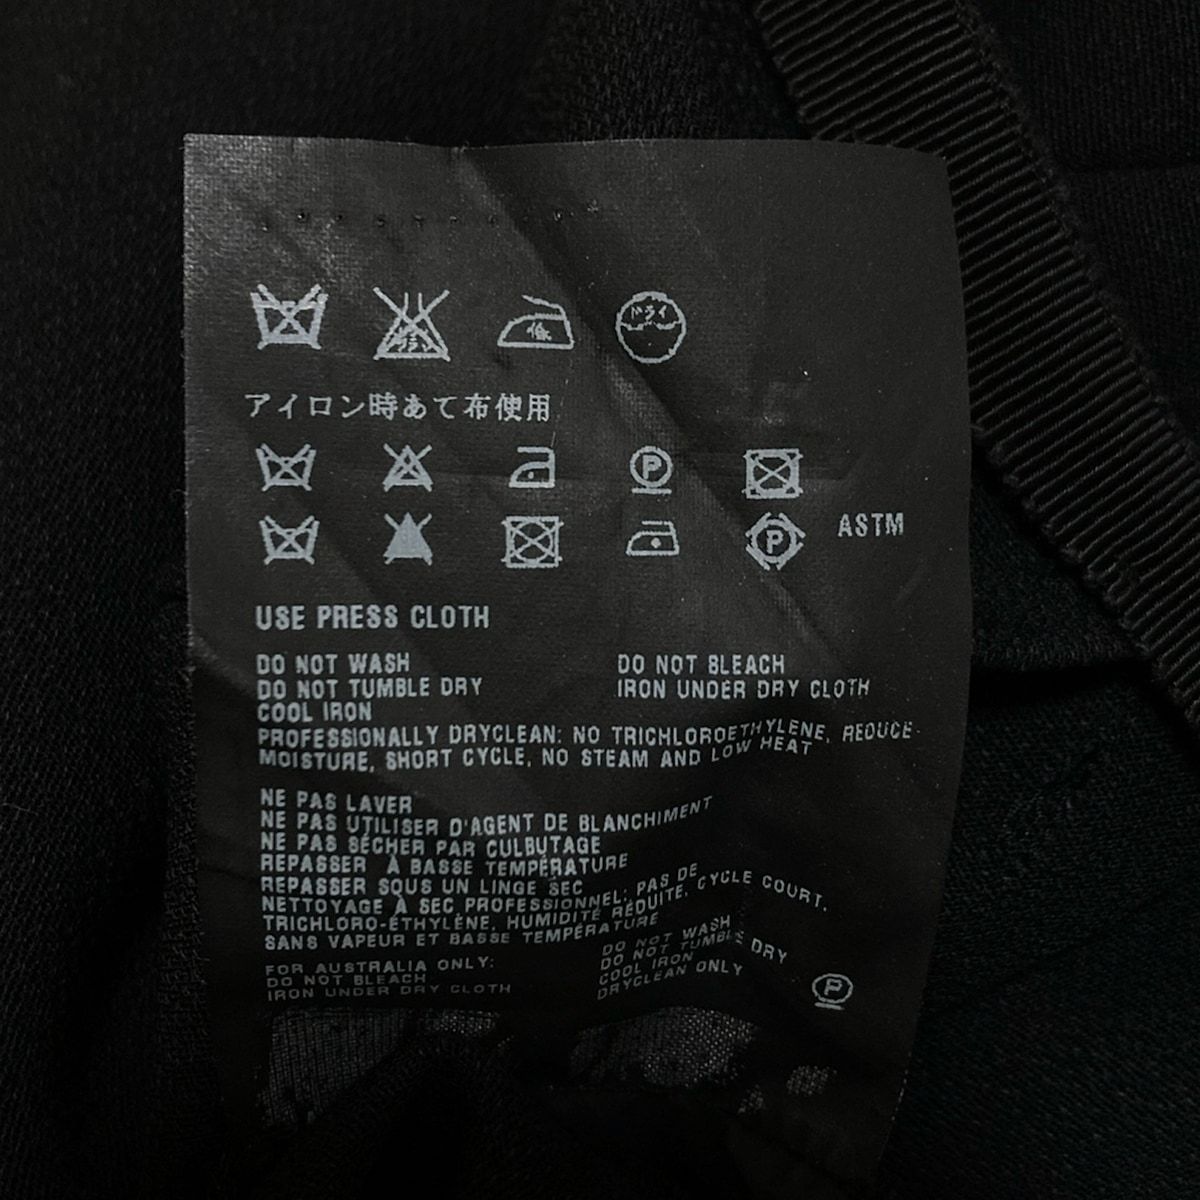 低
ドライ
アイロン時あて布使用
P
P
ASTM
USE PRESS CLOTH
DO NOT WASH
DO NOT BLEACH
DO NOT TUMBLE DRY
IRON UNDER DRY CLOTH
COOL IRON
PROFESSIONALLY DRYCLEAN: NO TRICHLOROETHYLENE, REDUCE
MOISTURE, SHORT CYCLE, NO STEAM AND LOW HEAT
NE PAS LAVER
NE PAS UTILISER D'AGENT DE BLANCHIMENT
NE PAS SÉCHER PAR CULBUTAGE
REPASSER À BASSE TEMPÉRATURE
REPASSER SOUS UN LINGE SEC
NETTOYAGE À SEC PROFESSIONNEL: PAS DE
TRICHLORO-ÉTHYLÈNE, HUMIDITÉ RÉDUITE, CYCLE COURT,
SANS VAPEUR ET BASSE TEMPÉRATURE
FOR AUSTRALIA ONLY:
DO NOT BLEACH
IRON UNDER DRY CLOTH
DO NOT WASH
DO NOT TUMBLE DRY
COOL IRON
DRYCLEAN ONLY
P